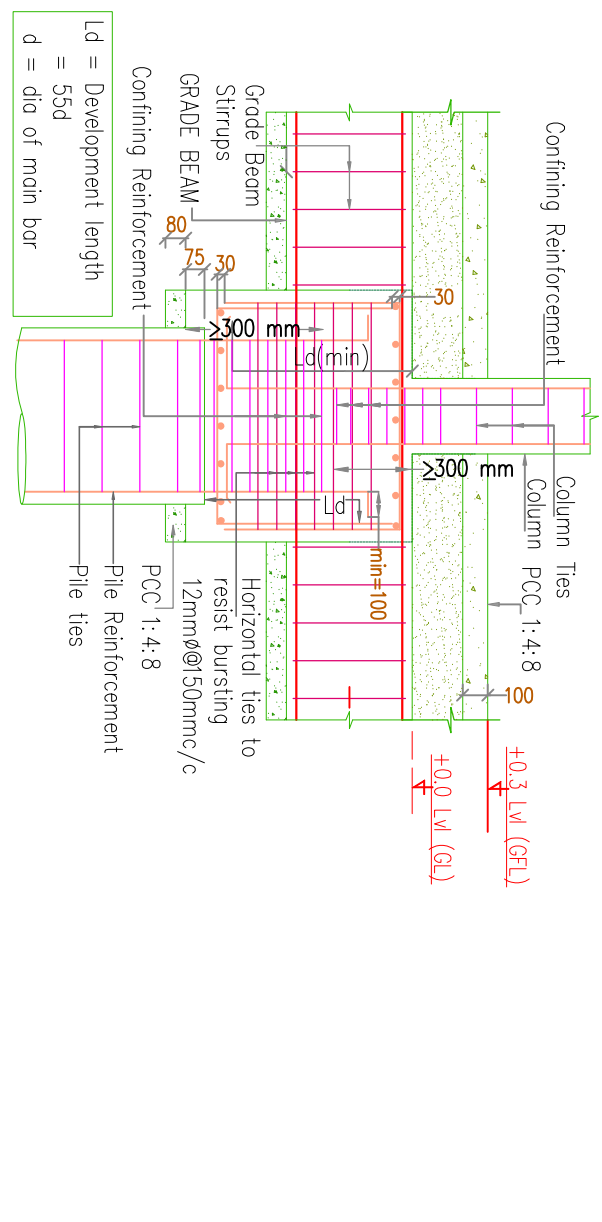 Confining Reinforcement
Column Ties
Column
PCC 1:4:8
100
+0.3 Lvl (GFL)
+0.0 Lvl (GL)
30
≥300 mm
min=100
Grade Beam
Stirrups
GRADE BEAM
Confining Reinforcement
80
75
30
≥300 mm
Ld(min)
Ld
Horizontal ties to
resist bursting
12mmø@150mmc/c
PCC 1:4:8
Pile Reinforcement
Pile ties
Ld = Development length
= 55d
d = dia of main bar